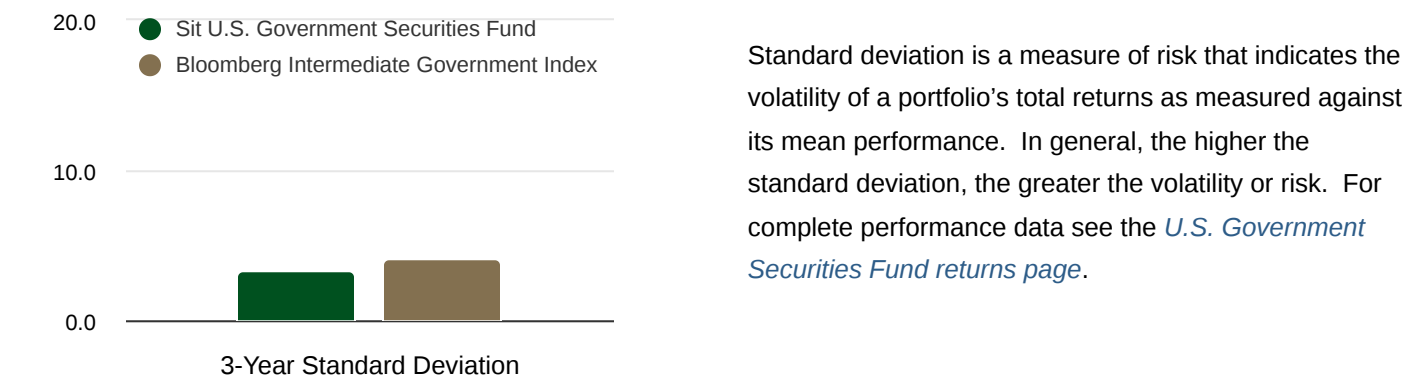 20.0
Sit U.S. Government Securities Fund
Bloomberg Intermediate Government Index
10.0
0.0
3-Year Standard Deviation
Standard deviation is a measure of risk that indicates the
volatility of a portfolio’s total returns as measured against
its mean performance.  In general, the higher the
standard deviation, the greater the volatility or risk.  For
complete performance data see the U.S. Government
Securities Fund returns page.